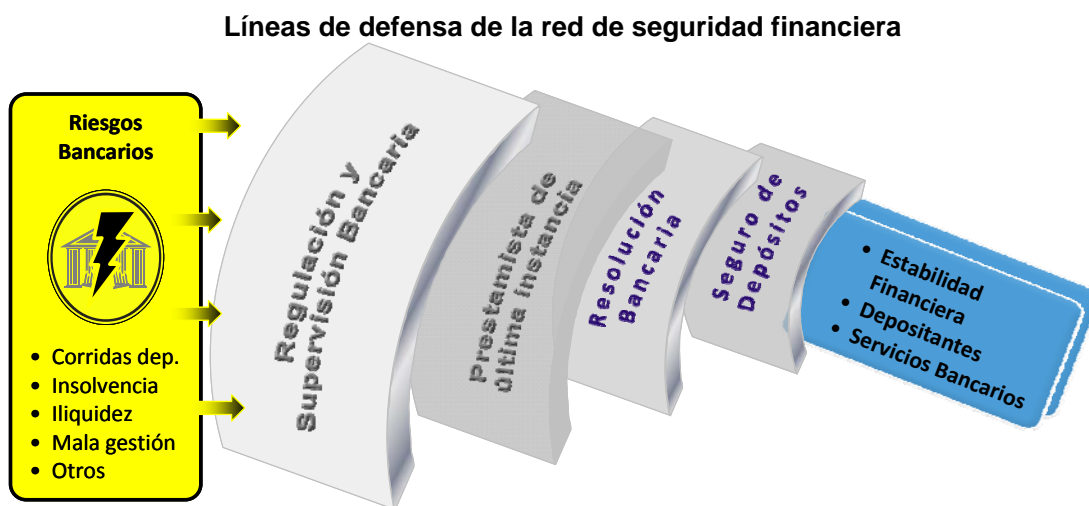 Líneas de defensa de la red de seguridad financiera
Riesgos
Bancarios
• Corridas dep.
• Insolvencia
• Iliquidez
• Mala gestión
• Otros
Regulación y
Supervisión Bancaria
Prestamista de
Última instancia
Resolución
Bancaria
Seguro de
Depósitos
• Estabilidad
Financiera
• Depositantes
• Servicios Bancarios